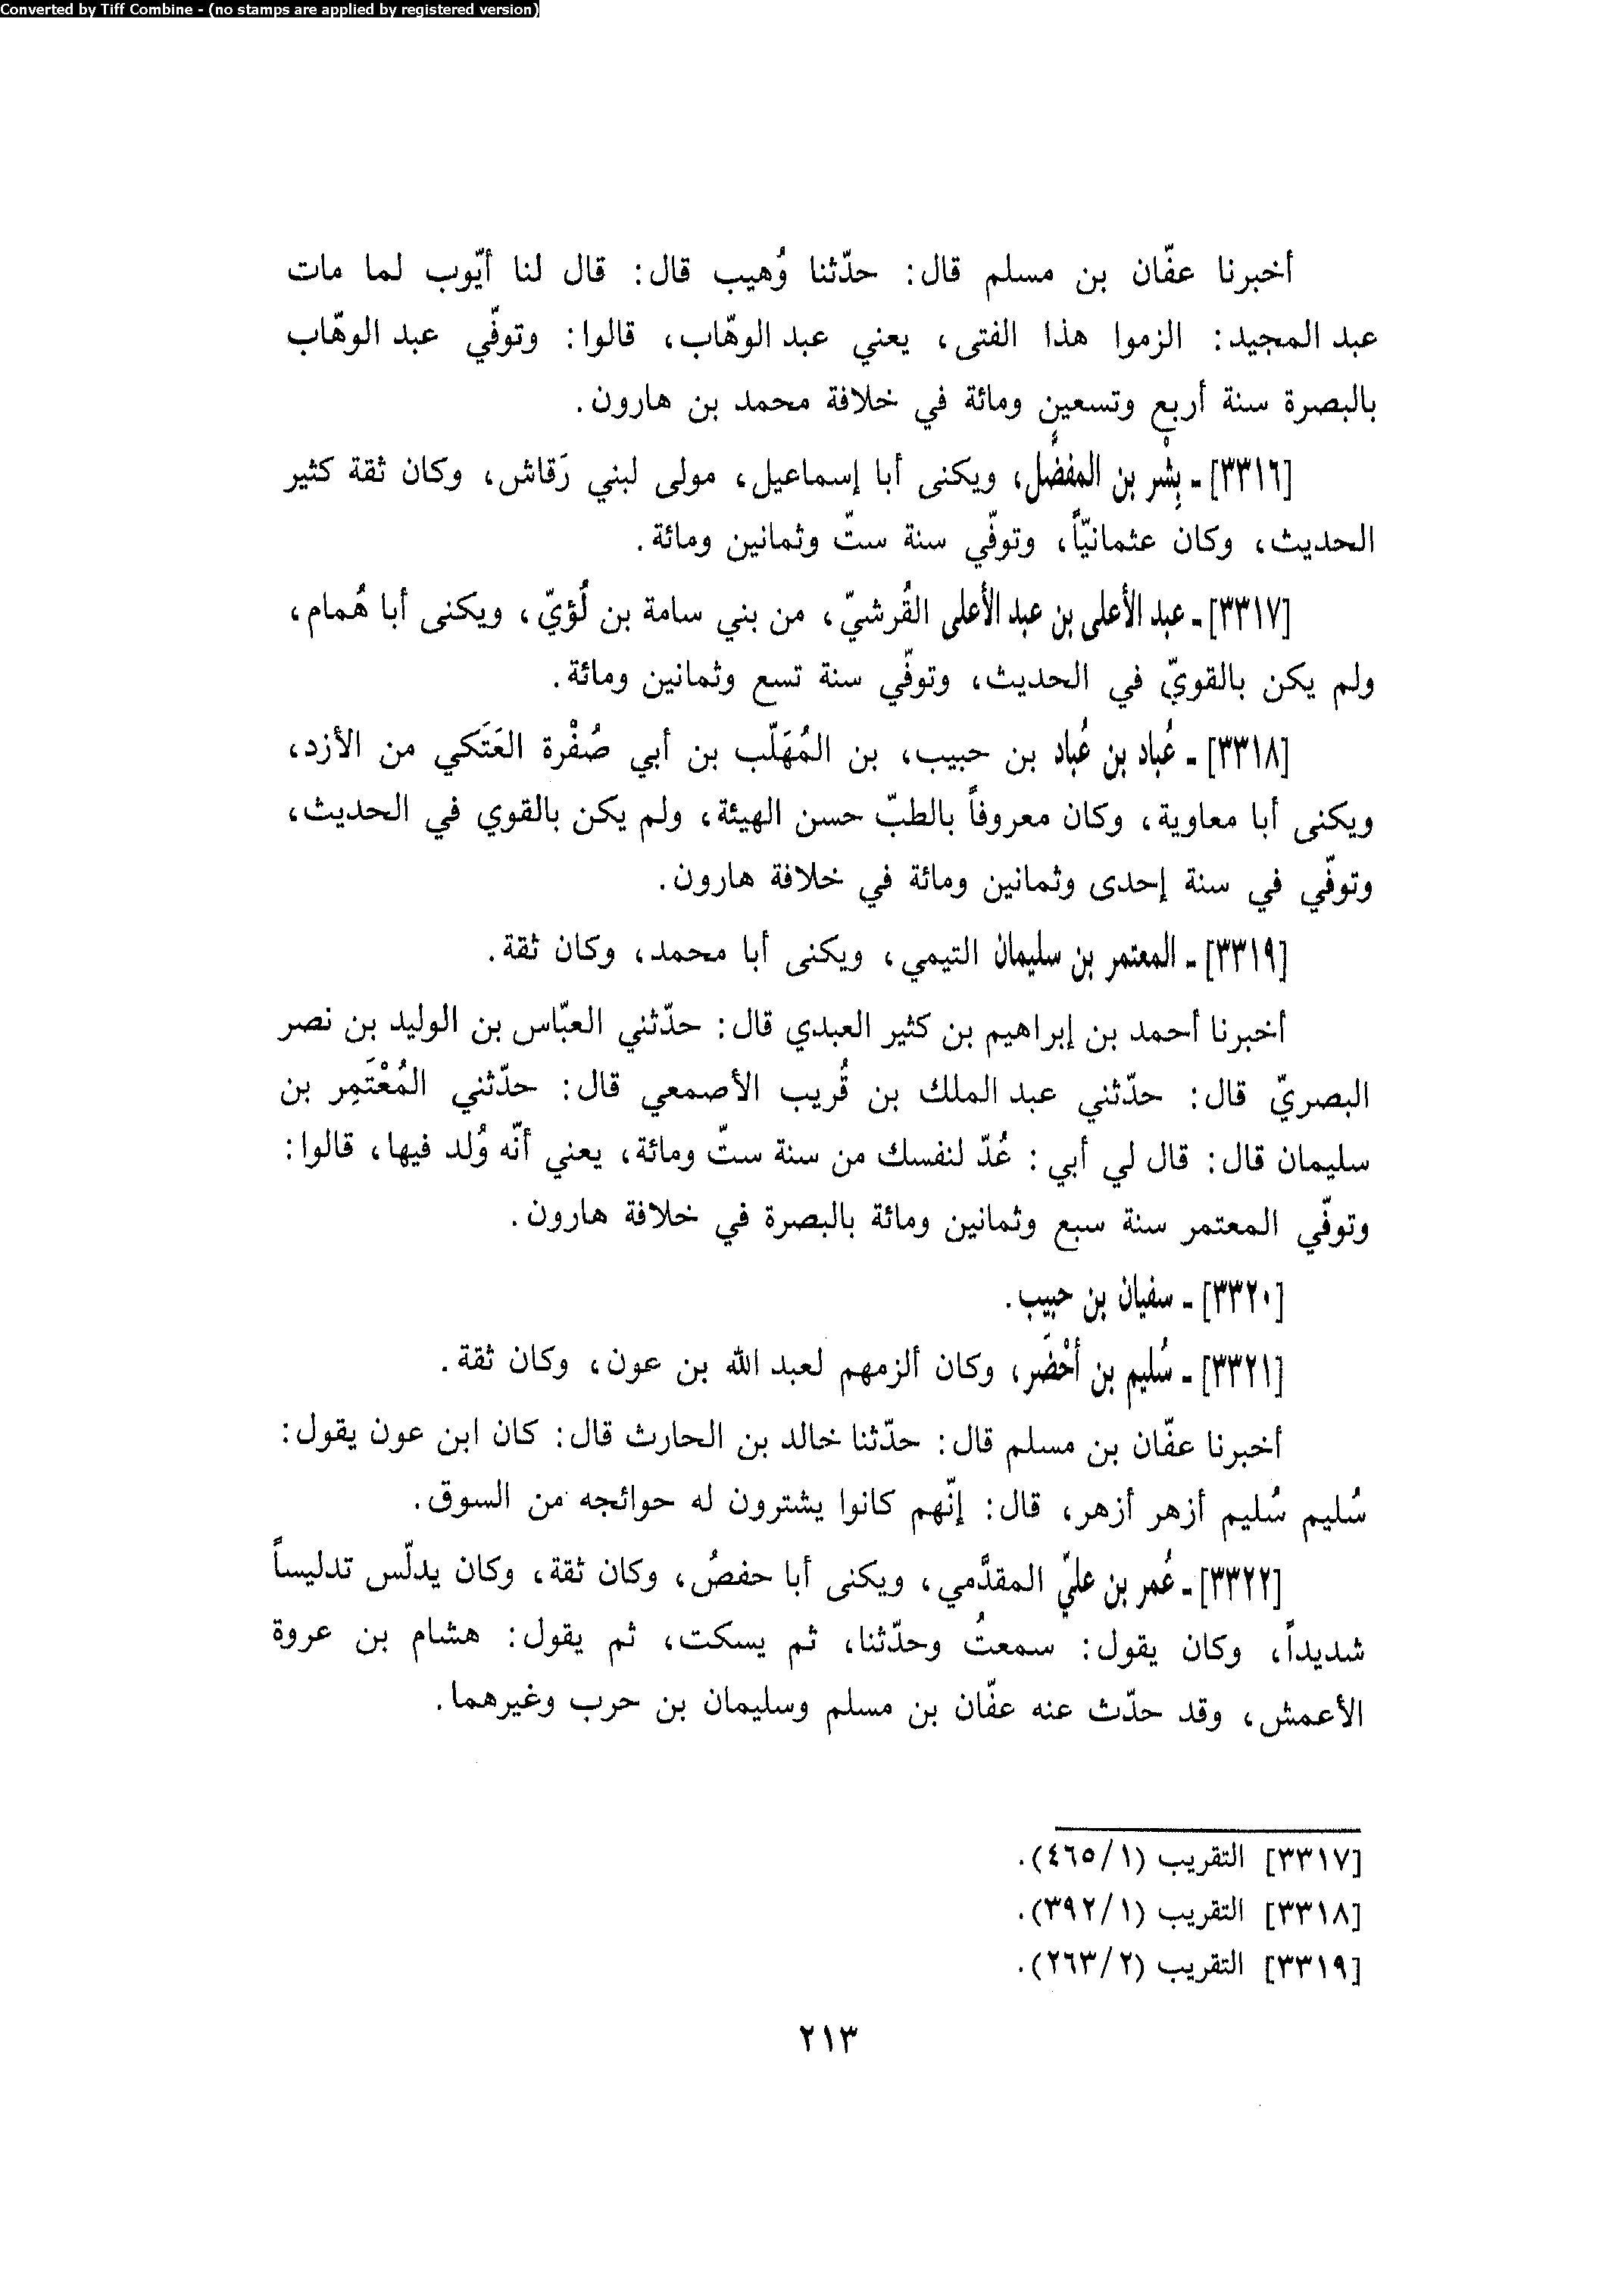 Converted by Tiff Combine - (no stamps are applied by registered version)
أخبرنا عفّان بن مسلم قال: حدّثنا وُهيب قال: قال لنا أيّوب لما مات
عبد المجيد: الزموا هذا الفتى، يعني عبد الوهّاب، قالوا: وتوفّي عبد الوهّاب
بالبصرة سنة أربع وتسعين ومائة في خلافة محمد بن هارون.
[٣٣١٦] ـ بِشْر بن المفضَّل، ويكنى أبا إسماعيل، مولى لبني رَقاش، وكان ثقة كثير
الحديث، وكان عثمانيّاً، وتوفّي سنة ستّ وثمانين ومائة.
[٣٣١٧] ـ عبد الأعلى بن عبد الأعلى القُرشيّ، من بني سامة بن لُؤيّ، ويكنى أبا هُمام،
ولم يكن بالقويّ في الحديث، وتوفّي سنة تسع وثمانين ومائة.
[٣٣١٨] ـ عُباد بن عُباد بن حبيب، بن المُهَلّب بن أبي صُفْرة العَتَكي من الأزد،
ويكنى أبا معاوية، وكان معروفاً بالطبّ حسن الهيئة، ولم يكن بالقوي في الحديث،
وتوفّي في سنة إحدى وثمانين ومائة في خلافة هارون.
[٣٣١٩] ـ المعتمر بن سليمان التيمي، ويكنى أبا محمد، وكان ثقة.
أخبرنا أحمد بن إبراهيم بن كثير العبدي قال: حدّثني العبّاس بن الوليد بن نصر
البصريّ قال: حدّثني عبد الملك بن قُريب الأصمعي قال: حدّثني المُعْتَمِر بن
سليمان قال: قال لي أبي: عُدّ لنفسك من سنة ستّ ومائة، يعني أنّه وُلد فيها، قالوا:
وتوفّي المعتمر سنة سبع وثمانين ومائة بالبصرة في خلافة هارون.
[٣٣٢٠] ـ سفيان بن حبيب.
[٣٣٢١] ـ سُليم بن أحْضَر، وكان ألزمهم لعبد الله بن عون، وكان ثقة.
أخبرنا عفّان بن مسلم قال: حدّثنا خالد بن الحارث قال: كان ابن عون يقول:
سُليم سُليم أزهر أزهر، قال: إنّهم كانوا يشترون له حوائجه من السوق.
[٣٣٢٢] ـ عُمر بن عليّ المقدَّمي، ويكنى أبا حفصُ، وكان ثقة، وكان يدلّس تدليساً
شديداً، وكان يقول: سمعتُ وحدّثنا، ثم يسكت، ثم يقول: هشام بن عروة
الأعمش، وقد حدّث عنه عفّان بن مسلم وسليمان بن حرب وغيرهما.
[٣٣١٧] التقريب (١/ ٤٦٥).
[٣٣١٨] التقريب (١/ ٣٩٢).
[٣٣١٩] التقريب (٢/ ٢٦٣).
٢١٣